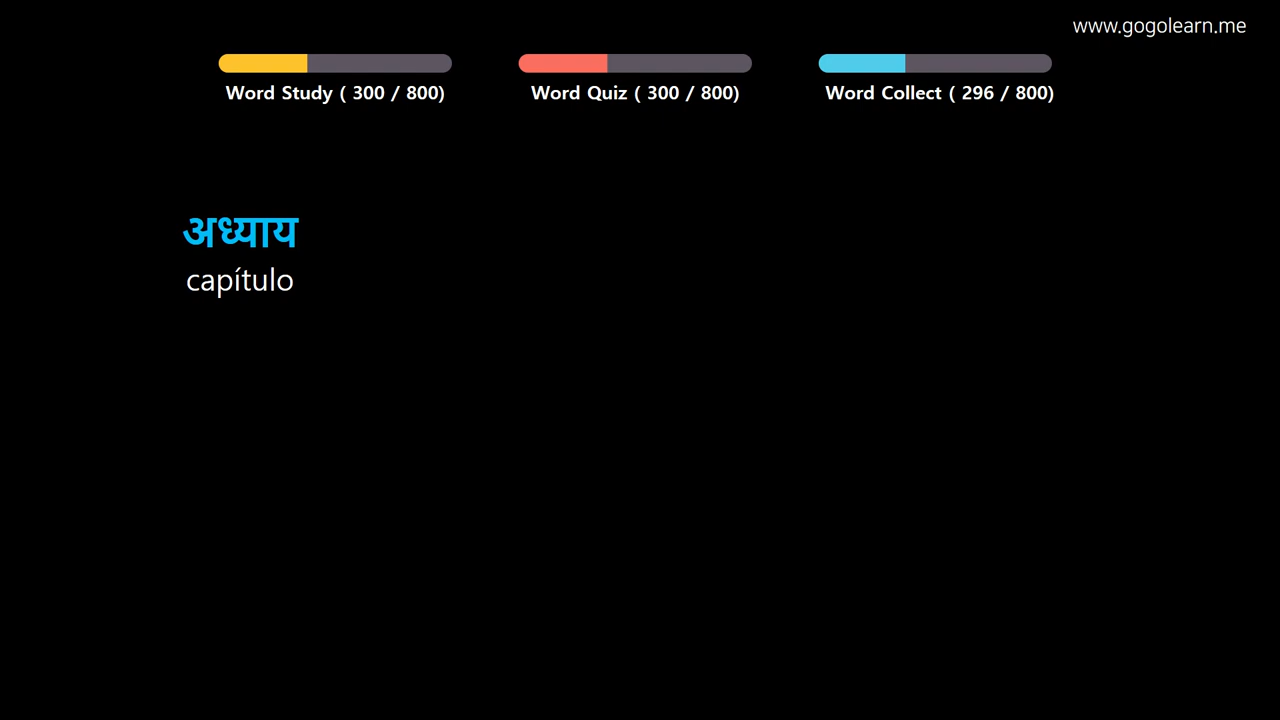 www.gogolearn.me
Word Study ( 300 / 800)
Word Quiz ( 300 / 800)
Word Collect ( 296 / 800)
अध्याय
capítulo